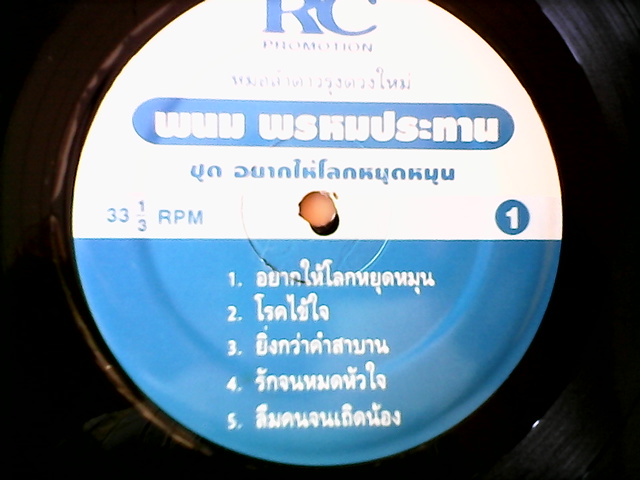 RC
PROMOTION
หมอลำดาวรุ่งดวงใหม่
พนม พรหมประทาน
ชุด อยากให้โลกหยุดหมุน
33 1/3 RPM
1
1. อยากให้โลกหยุดหมุน
2. โรคไข้ใจ
3. ยิ่งกว่าคำสาบาน
4. รักจนหมดหัวใจ
5. ลืมคนจนเถิดน้อง